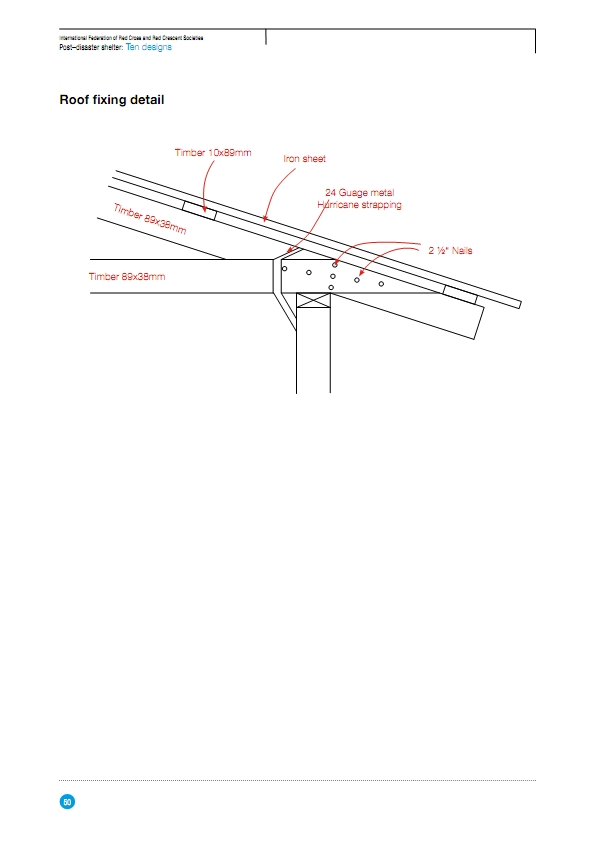 International Federation of Red Cross and Red Crescent Societies
Post–disaster shelter: Ten designs
Roof fixing detail
Timber 10x89mm
Iron sheet
24 Guage metal
Hurricane strapping
Timber 89x38mm
2 ½" Nails
Timber 89x38mm
50